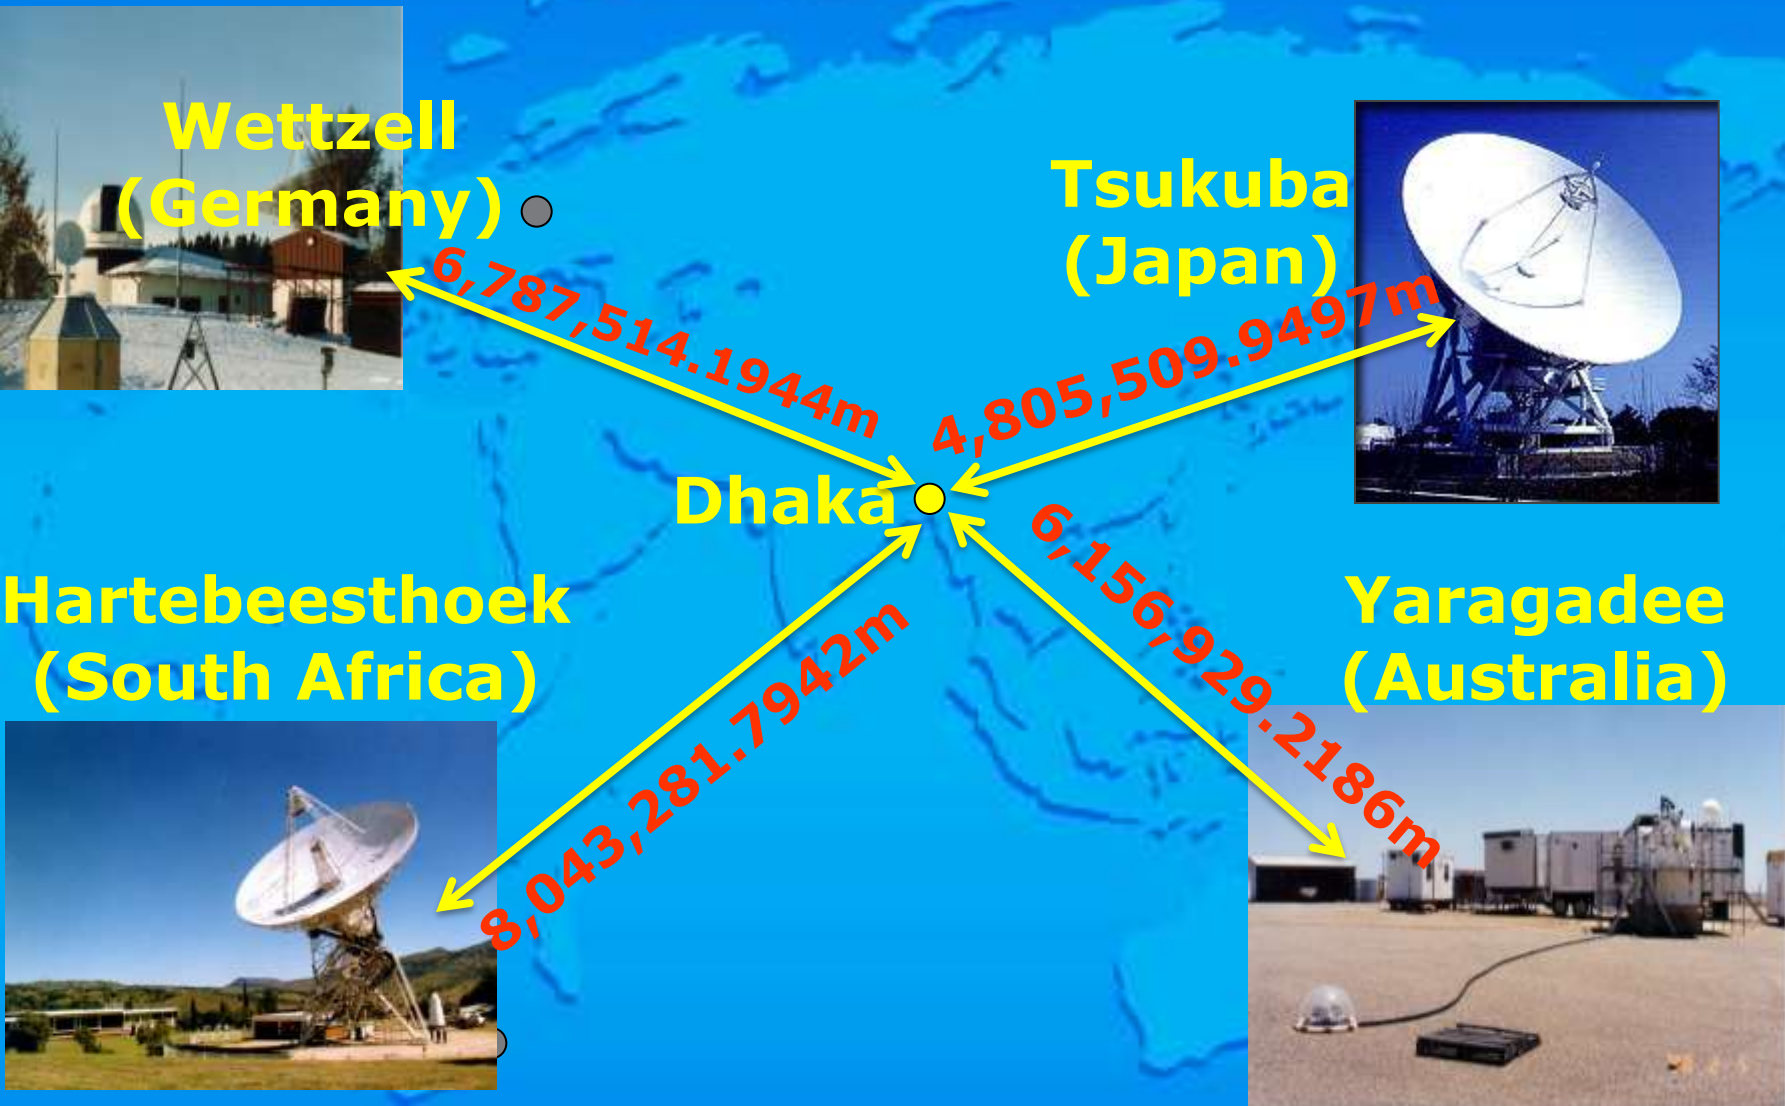 Wettzell
(Germany)
Tsukuba
(Japan)
6,787,514.1944m
4,805,509.9497m
Dhaka
6,156,929.2186m
Hartebeesthoek
(South Africa)
Yaragadee
(Australia)
8,043,281.7942m